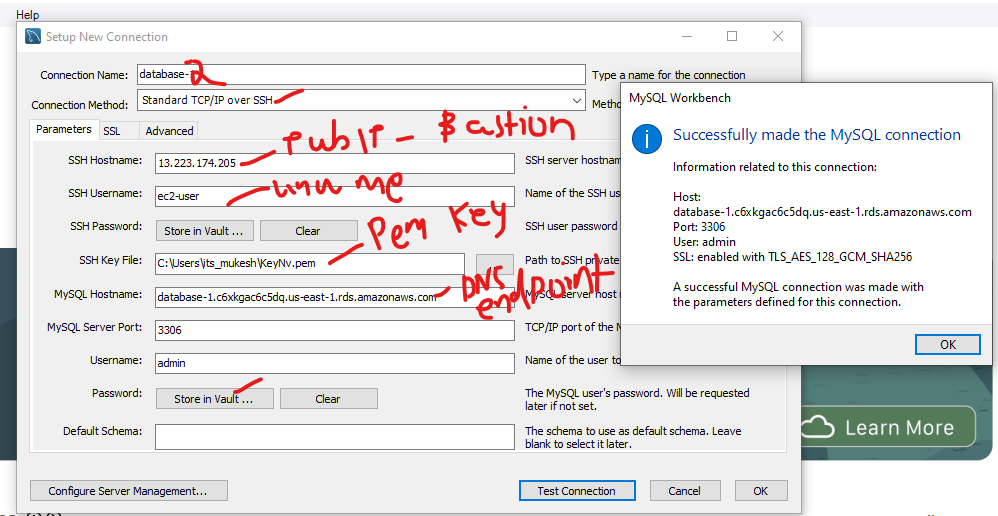 Help
Setup New Connection
Connection Name: database-2 Type a name for the connection
Connection Method: Standard TCP/IP over SSH Metho
Parameters SSL Advanced
Pub IP - Bastion
SSH Hostname: 13.223.174.205 SSH server hostnam
SSH Username: ec2-user Name of the SSH us
SSH Password: Store in Vault ... Clear SSH user password
Pem Key
SSH Key File: C:\Users\its_mukesh\KeyNv.pem ... Path to SSH private
DNS endpoint
MySQL Hostname: database-1.c6xkgac6c5dq.us-east-1.rds.amazonaws.com MySQL server host
MySQL Server Port: 3306 TCP/IP port of the M
Username: admin Name of the user to
Password: Store in Vault ... Clear The MySQL user's password. Will be requested
later if not set.
Default Schema: The schema to use as default schema. Leave
blank to select it later.
Configure Server Management... Test Connection Cancel OK
MySQL Workbench
Successfully made the MySQL connection
Information related to this connection:
Host:
database-1.c6xkgac6c5dq.us-east-1.rds.amazonaws.com
Port: 3306
User: admin
SSL: enabled with TLS_AES_128_GCM_SHA256
A successful MySQL connection was made with
the parameters defined for this connection.
OK
Learn More